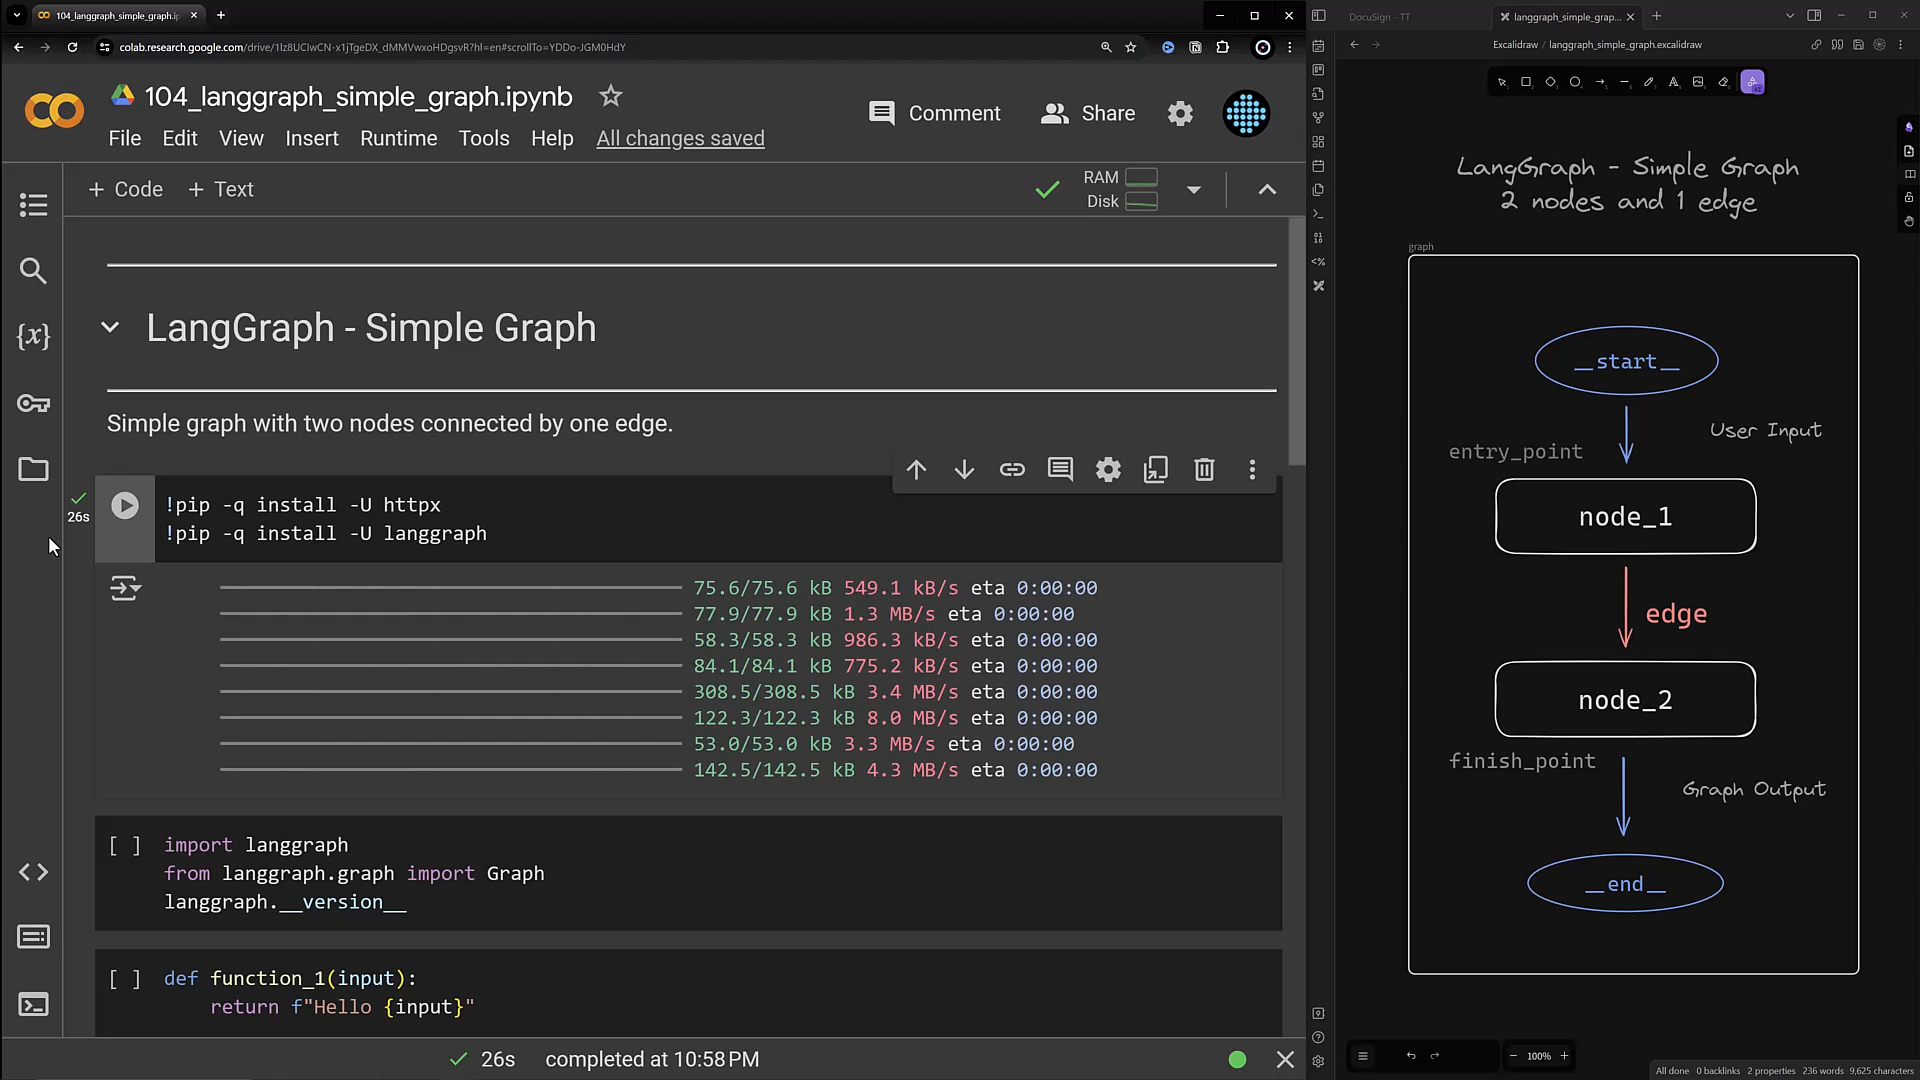 104_langgraph_simple_graph.ip
colab.research.google.com/drive/1lz8UClwCN-x1jTgeDX_dMMVwxoHDgsvR?hl=en#scrollTo=YDDo-JGM0HdY
104_langgraph_simple_graph.ipynb
Comment
Share
File Edit View Insert Runtime Tools Help All changes saved
+ Code + Text
RAM
Disk
LangGraph - Simple Graph
Simple graph with two nodes connected by one edge.
26s
!pip -q install -U httpx
!pip -q install -U langgraph
75.6/75.6 kB 549.1 kB/s eta 0:00:00
77.9/77.9 kB 1.3 MB/s eta 0:00:00
58.3/58.3 kB 986.3 kB/s eta 0:00:00
84.1/84.1 kB 775.2 kB/s eta 0:00:00
308.5/308.5 kB 3.4 MB/s eta 0:00:00
122.3/122.3 kB 8.0 MB/s eta 0:00:00
53.0/53.0 kB 3.3 MB/s eta 0:00:00
142.5/142.5 kB 4.3 MB/s eta 0:00:00
[ ] import langgraph
from langgraph.graph import Graph
langgraph.__version__
[ ] def function_1(input):
return f"Hello {input}"
26s completed at 10:58 PM
DocuSign - TT
langgraph_simple_grap...
Excalidraw / langgraph_simple_graph.excalidraw
LangGraph - Simple Graph
2 nodes and 1 edge
graph
__start__
User Input
entry_point
node_1
edge
node_2
finish_point
Graph Output
__end__
100%
All done 0 backlinks 2 properties 236 words 9,625 characters